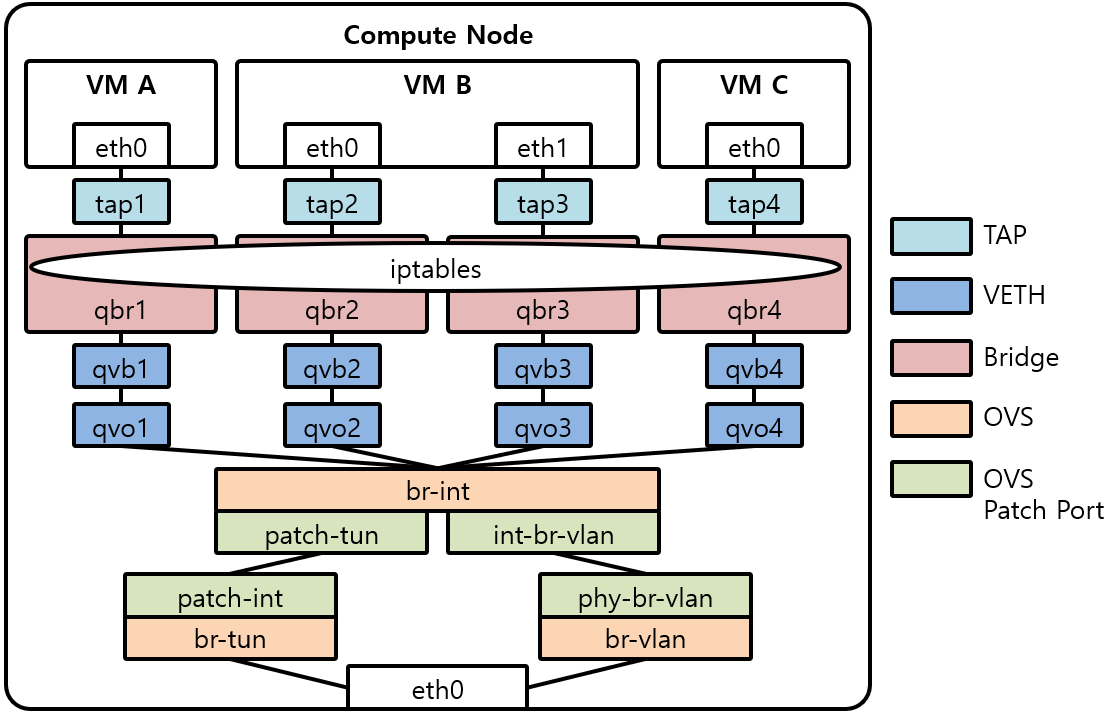 Compute Node
VM A
VM B
VM C
eth0
eth0
eth1
eth0
tap1
tap2
tap3
tap4
iptables
qbr1
qbr2
qbr3
qbr4
qvb1
qvb2
qvb3
qvb4
qvo1
qvo2
qvo3
qvo4
br-int
patch-tun
int-br-vlan
patch-int
phy-br-vlan
br-tun
br-vlan
eth0
TAP
VETH
Bridge
OVS
OVS
Patch Port